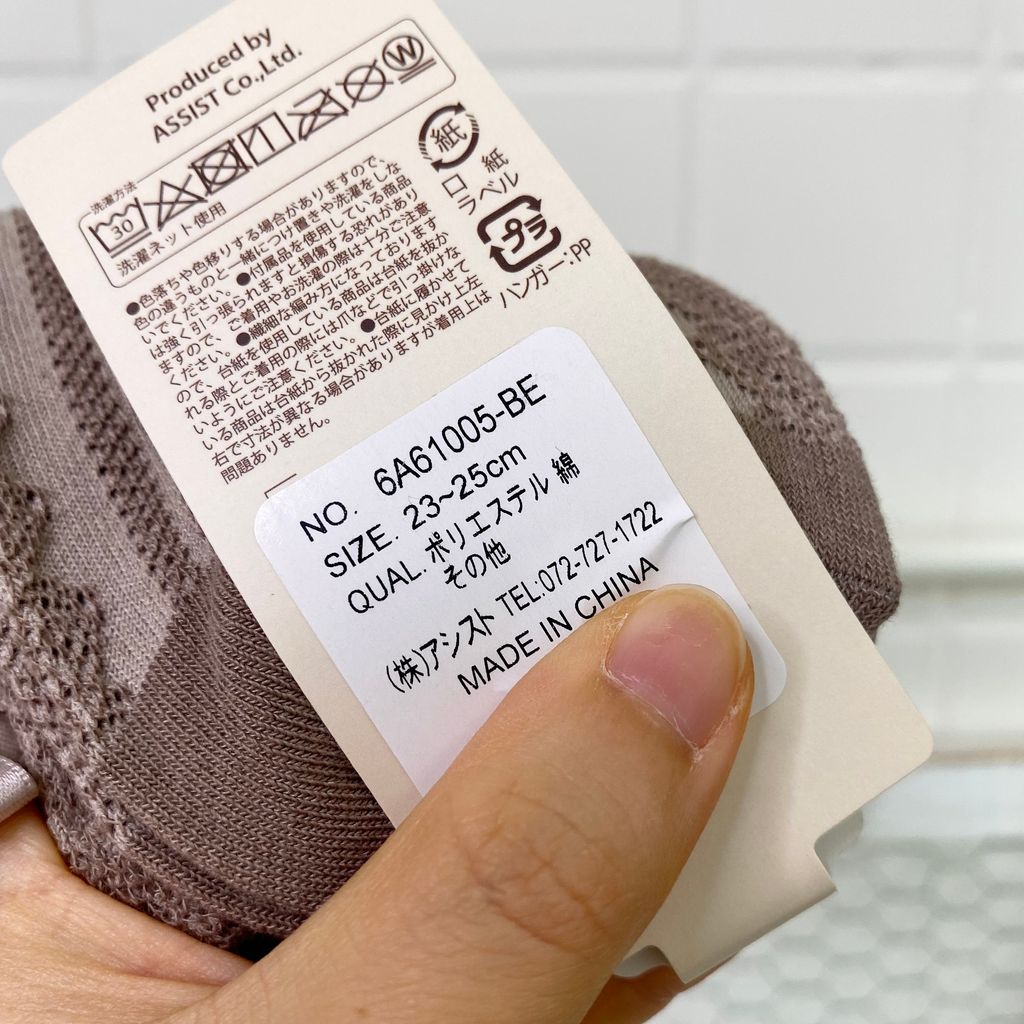 Produced by
ASSIST Co.,Ltd.
洗濯方法
30
W
洗濯ネット使用
紙
口 紙
ラベル
プラ
ハンガー:PP
●色落ちや色移りする場合がありますので、
色の違うものと一緒につけ置きや洗濯をしな
いでください。●付属品を使用している商品
は強く引っ張られますと損傷する恐れがあり
ますので、ご着用やお洗濯の際は十分ご注意
ください。●繊細な編み方になっております
ので、台紙を使用している商品は台紙を抜か
れる際とご着用の際には爪などで引っ掛けな
いようにご注意ください。●台紙に履かせて
いる商品は台紙から抜かれた際に見かけ上左
右で寸法が異なる場合がありますが着用上は
問題ありません。
NO. 6A61005-BE
SIZE. 23~25cm
QUAL. ポリエステル 綿
その他
(株)アシスト TEL:072-727-1722
MADE IN CHINA